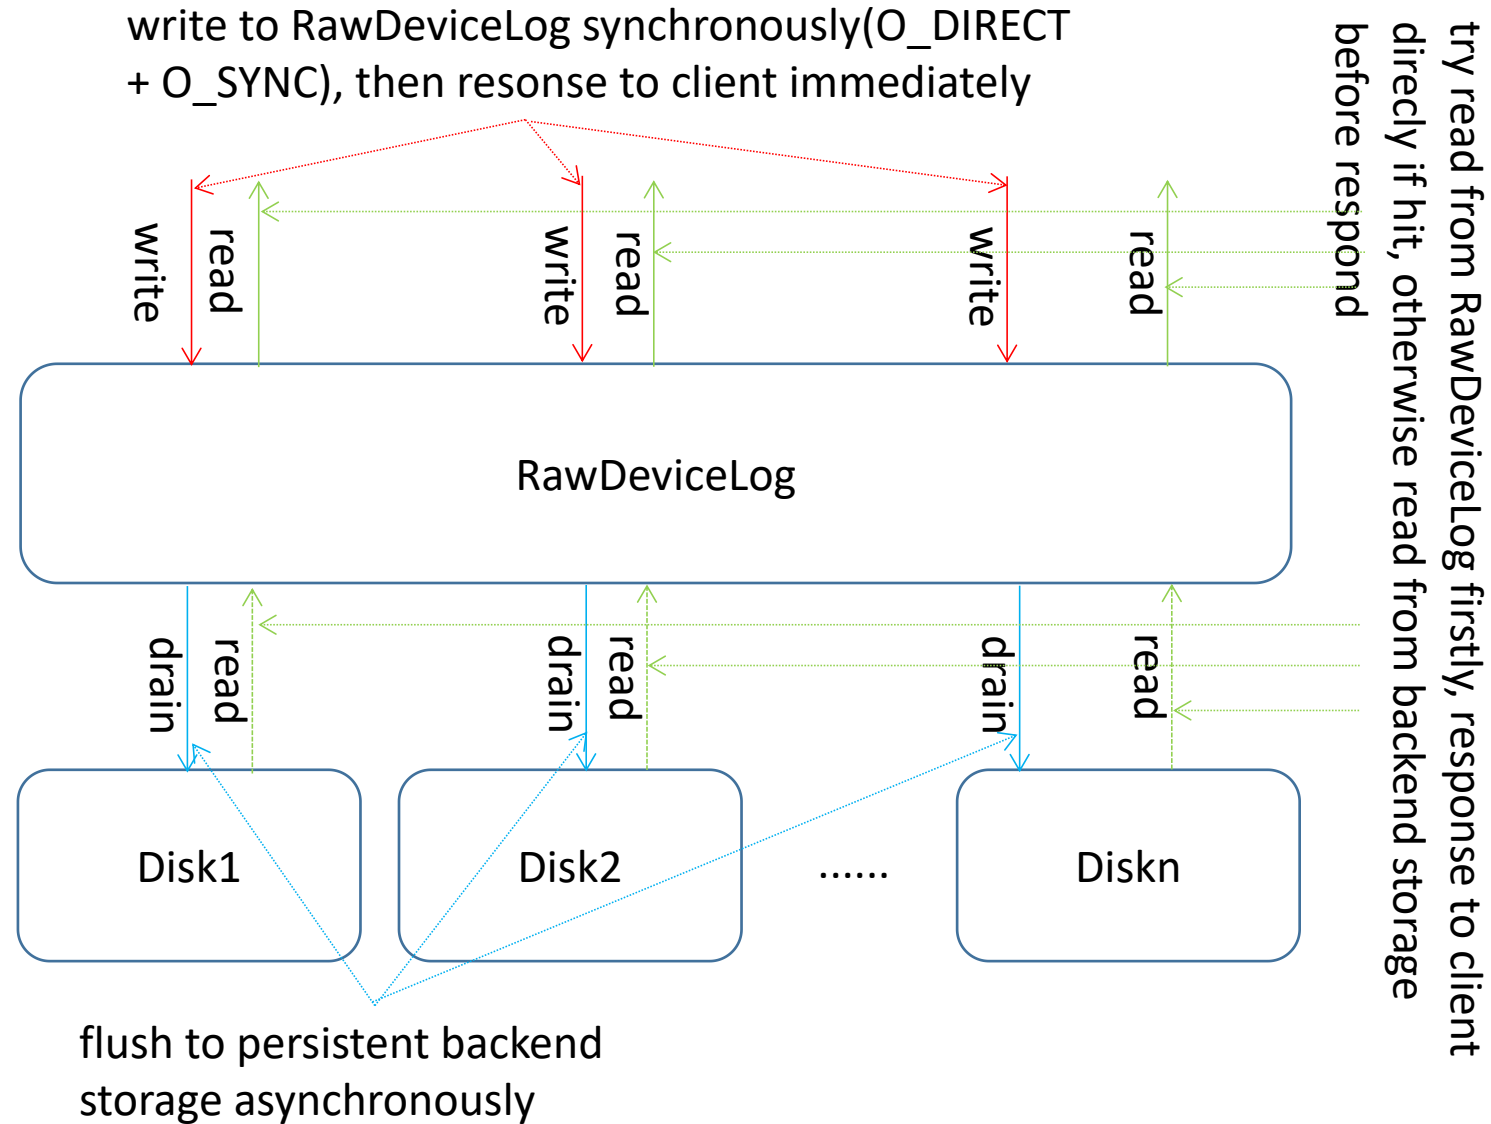 write to RawDeviceLog synchronously(O_DIRECT
+ O_SYNC), then resonse to client immediately
try read from RawDeviceLog firstly, response to client
direcly if hit, otherwise read from backend storage
before respond
write
read
write
read
write
read
RawDeviceLog
drain
read
drain
read
drain
read
Disk1
Disk2
......
Diskn
flush to persistent backend
storage asynchronously